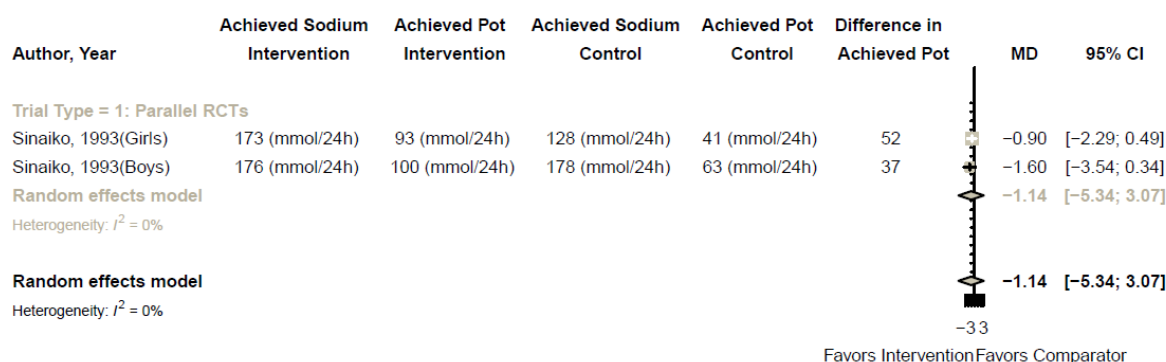 Achieved Sodium Achieved Pot Achieved Sodium Achieved Pot Difference in
Author, Year Intervention Intervention Control Control Achieved Pot MD 95% CI
Trial Type = 1: Parallel RCTs
Sinaiko, 1993(Girls) 173 (mmol/24h) 93 (mmol/24h) 128 (mmol/24h) 41 (mmol/24h) 52 −0.90 [−2.29; 0.49]
Sinaiko, 1993(Boys) 176 (mmol/24h) 100 (mmol/24h) 178 (mmol/24h) 63 (mmol/24h) 37 −1.60 [−3.54; 0.34]
Random effects model −1.14 [−5.34; 3.07]
Heterogeneity: I² = 0%
Random effects model −1.14 [−5.34; 3.07]
Heterogeneity: I² = 0%
−33
Favors Intervention Favors Comparator